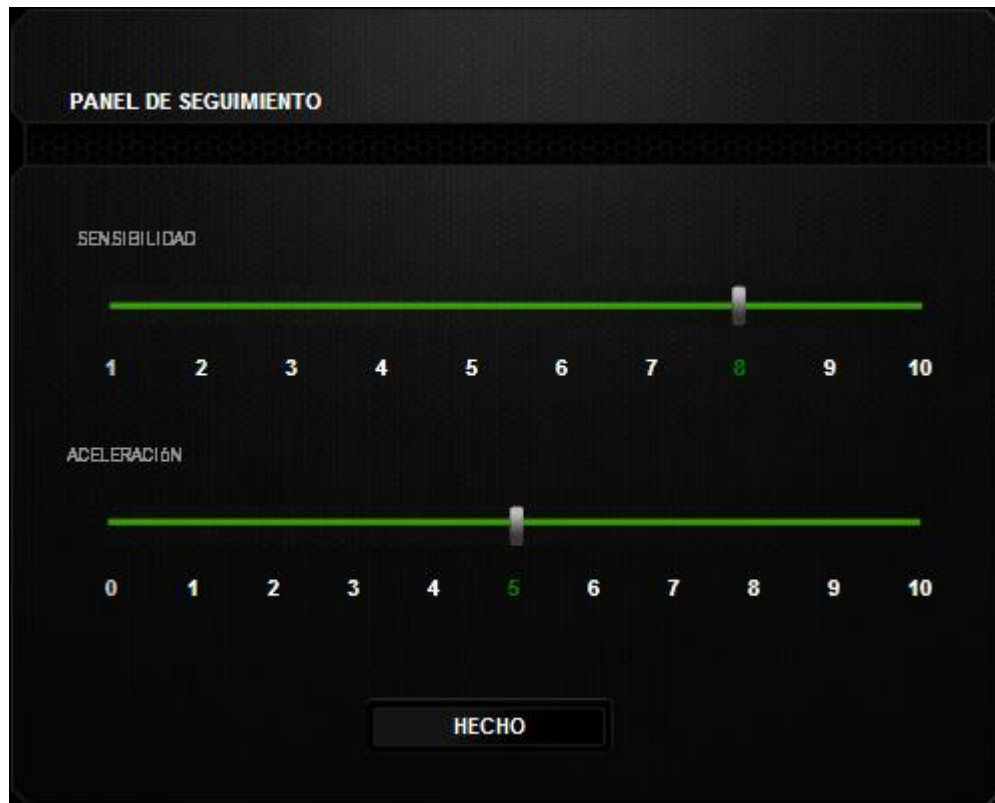 PANEL DE SEGUIMIENTO
SENSIBILIDAD
1 2 3 4 5 6 7 8 9 10
ACELERACIÓN
0 1 2 3 4 5 6 7 8 9 10
HECHO